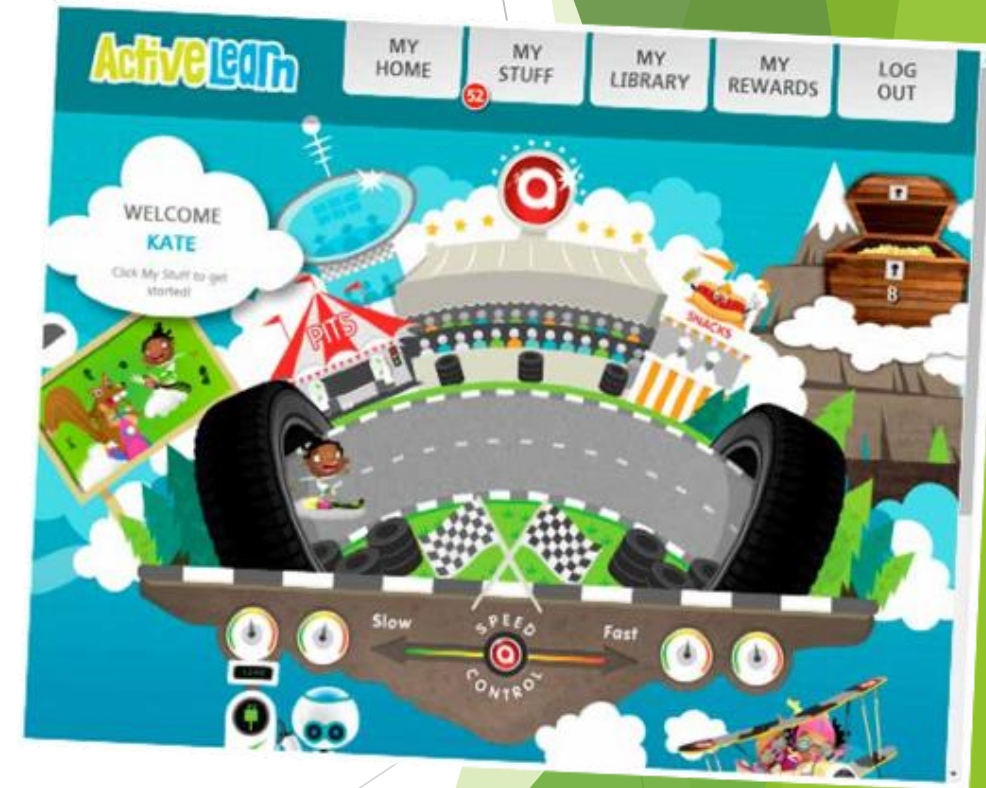 ActiveLearn
MY
HOME
MY
STUFF
52
MY
LIBRARY
MY
REWARDS
LOG
OUT
WELCOME
KATE
Click My Stuff to get
started!
PITS
a
SNACKS
8
Slow
SPEED
a
CONTROL
Fast